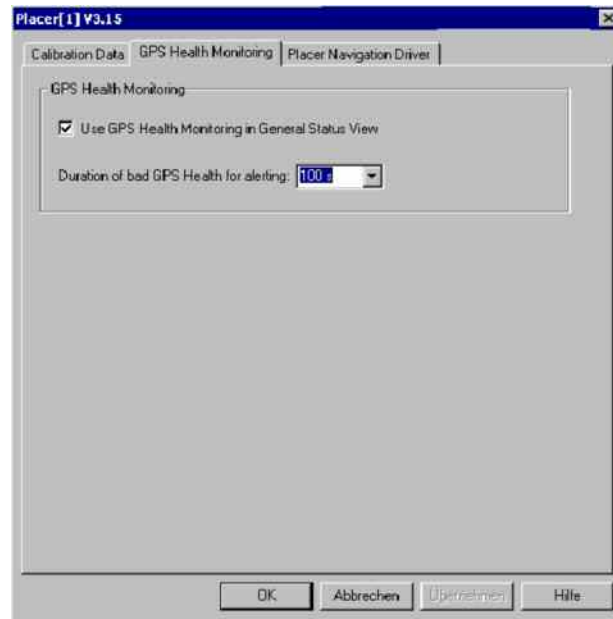 Placer[1] V3.15
Calibration Data GPS Health Monitoring Placer Navigation Driver
GPS Health Monitoring
Use GPS Health Monitoring in General Status View
Duration of bad GPS Health for alerting: 100 s
OK Abbrechen Übernehmen Hilfe